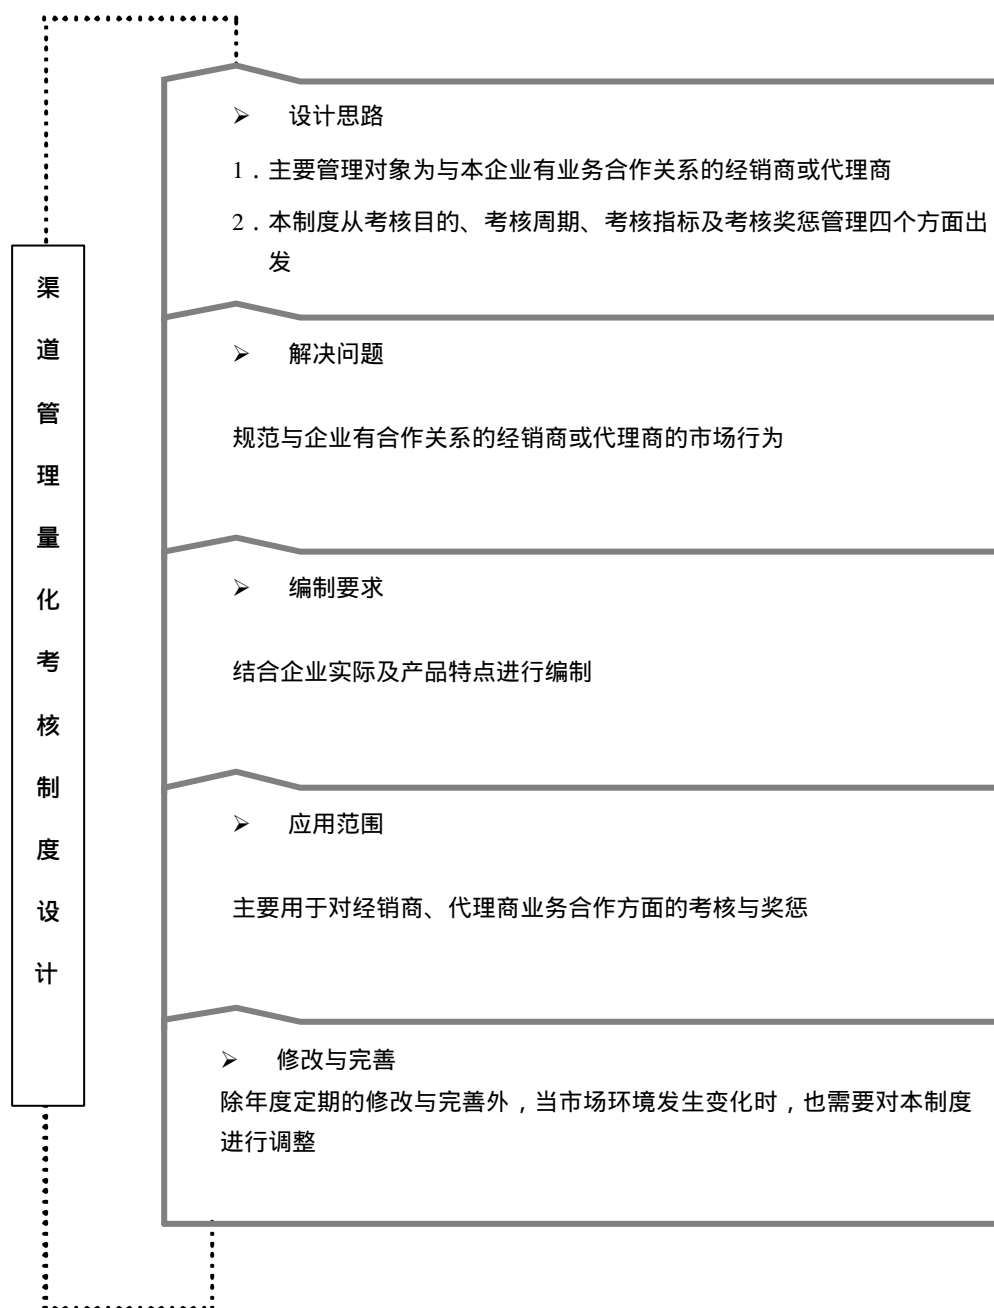 渠道管理量化考核制度设计
➢ 设计思路
1．主要管理对象为与本企业有业务合作关系的经销商或代理商
2．本制度从考核目的、考核周期、考核指标及考核奖惩管理四个方面出
发
➢ 解决问题
规范与企业有合作关系的经销商或代理商的市场行为
➢ 编制要求
结合企业实际及产品特点进行编制
➢ 应用范围
主要用于对经销商、代理商业务合作方面的考核与奖惩
➢ 修改与完善
除年度定期的修改与完善外，当市场环境发生变化时，也需要对本制度
进行调整